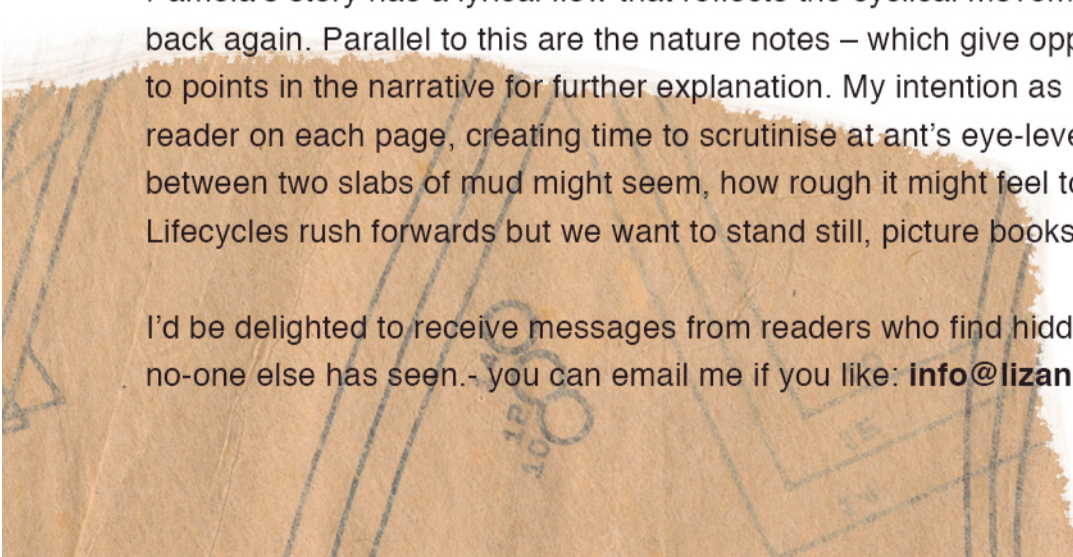 back again. Parallel to this are the nature notes – which give opp
to points in the narrative for further explanation. My intention as
reader on each page, creating time to scrutinise at ant’s eye-leve
between two slabs of mud might seem, how rough it might feel to
Lifecycles rush forwards but we want to stand still, picture books
I’d be delighted to receive messages from readers who find hidd
no-one else has seen.- you can email me if you like: info@lizan
12
10